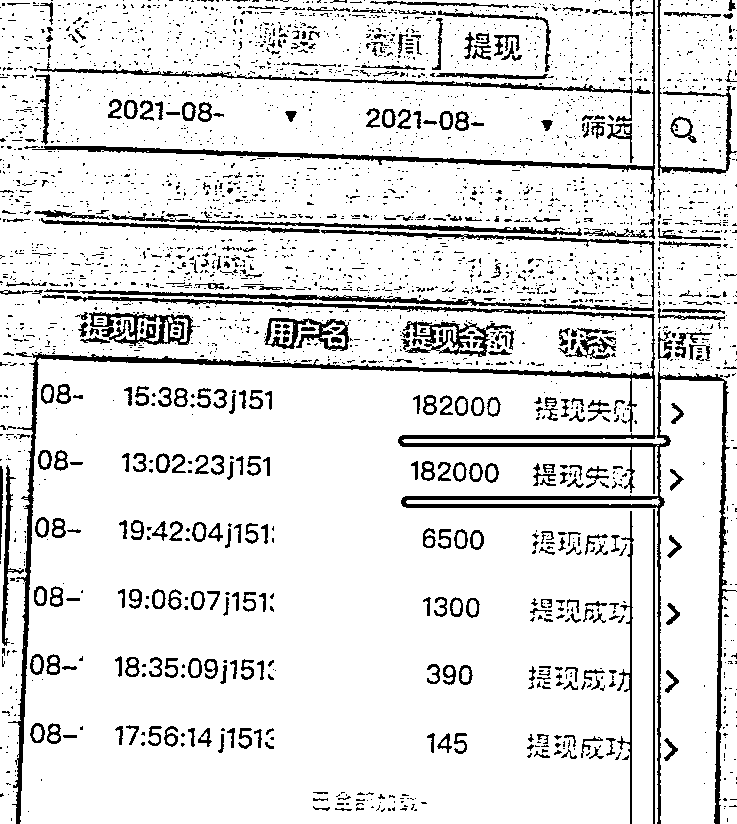 账变 充值 提现
2021-08- ▼ 2021-08- ▼ 筛选
提现时间 用户名 提现金额 状态 详情
08- 15:38:53 j151 182000 提现失败 >
08- 13:02:23 j151 182000 提现失败 >
08- 19:42:04 j151 6500 提现成功 >
08- 19:06:07 j151 1300 提现成功 >
08- 18:35:09 j1513 390 提现成功 >
08- 17:56:14 j1513 145 提现成功 >
已全部加载